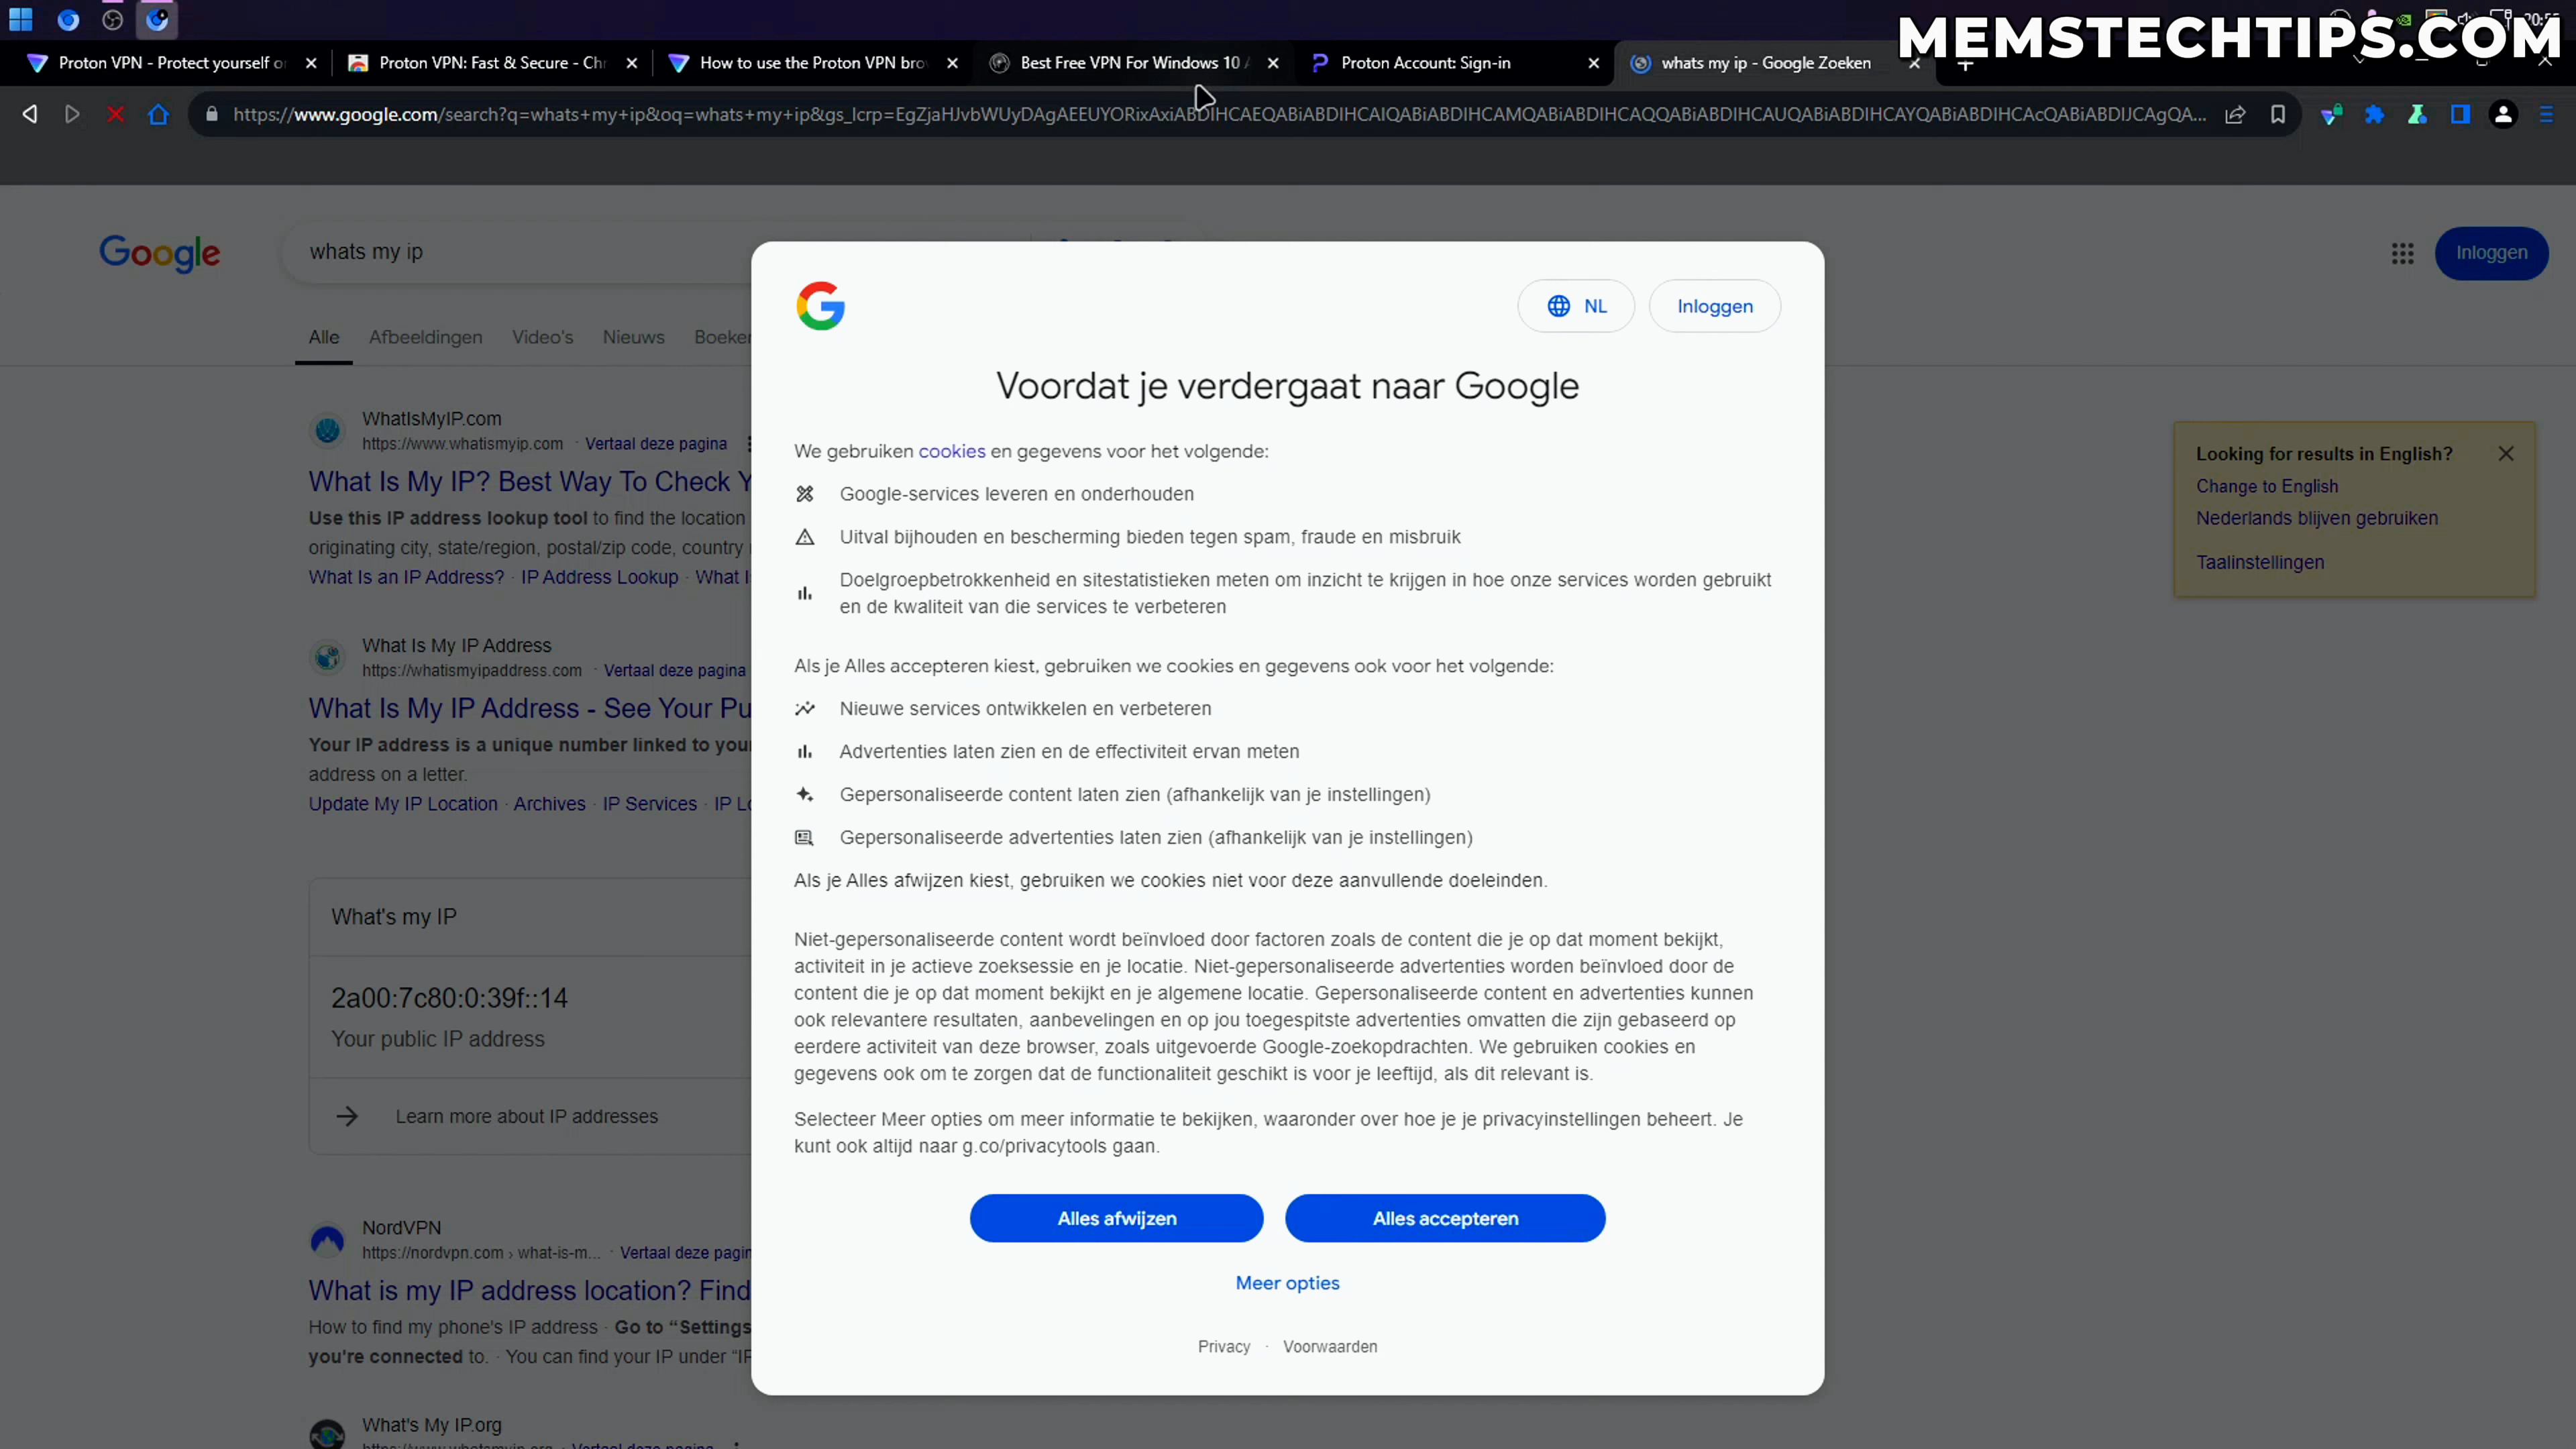 MEMSTECHTIPS.COM
Proton VPN - Protect yourself or
Proton VPN: Fast & Secure - Chr
How to use the Proton VPN bro
Best Free VPN For Windows 10
Proton Account: Sign-in
whats my ip - Google Zoeken
https://www.google.com/search?q=whats+my+ip&oq=whats+my+ip&gs_lcrp=EgZjaHJvbWUyDAgAEEUYORixAxiABDIHCAEQABiABDIHCAIQABiABDIHCAMQABiABDIHCAQQABiABDIHCAUQABiABDIHCAYQABiABDIHCAcQABiABDIJCAgQA...
Google
whats my ip
Inloggen
Alle
Afbeeldingen
Video's
Nieuws
Boeken
WhatIsMyIP.com
https://www.whatismyip.com · Vertaal deze pagina
What Is My IP? Best Way To Check Y
Use this IP address lookup tool to find the location
originating city, state/region, postal/zip code, country
What Is an IP Address? · IP Address Lookup · What I
What Is My IP Address
https://whatismyipaddress.com · Vertaal deze pagina
What Is My IP Address - See Your Pu
Your IP address is a unique number linked to your
address on a letter.
Update My IP Location · Archives · IP Services · IP Lo
What's my IP
2a00:7c80:0:39f::14
Your public IP address
Learn more about IP addresses
NordVPN
https://nordvpn.com › what-is-m... · Vertaal deze pagin
What is my IP address location? Find
How to find my phone's IP address · Go to “Settings
you're connected to. · You can find your IP under “IF
What's My IP.org
NL
Inloggen
Voordat je verdergaat naar Google
We gebruiken cookies en gegevens voor het volgende:
Google-services leveren en onderhouden
Uitval bijhouden en bescherming bieden tegen spam, fraude en misbruik
Doelgroepbetrokkenheid en sitestatistieken meten om inzicht te krijgen in hoe onze services worden gebruikt
en de kwaliteit van die services te verbeteren
Als je Alles accepteren kiest, gebruiken we cookies en gegevens ook voor het volgende:
Nieuwe services ontwikkelen en verbeteren
Advertenties laten zien en de effectiviteit ervan meten
Gepersonaliseerde content laten zien (afhankelijk van je instellingen)
Gepersonaliseerde advertenties laten zien (afhankelijk van je instellingen)
Als je Alles afwijzen kiest, gebruiken we cookies niet voor deze aanvullende doeleinden.
Niet-gepersonaliseerde content wordt beïnvloed door factoren zoals de content die je op dat moment bekijkt,
activiteit in je actieve zoeksessie en je locatie. Niet-gepersonaliseerde advertenties worden beïnvloed door de
content die je op dat moment bekijkt en je algemene locatie. Gepersonaliseerde content en advertenties kunnen
ook relevantere resultaten, aanbevelingen en op jou toegespitste advertenties omvatten die zijn gebaseerd op
eerdere activiteit van deze browser, zoals uitgevoerde Google-zoekopdrachten. We gebruiken cookies en
gegevens ook om te zorgen dat de functionaliteit geschikt is voor je leeftijd, als dit relevant is.
Selecteer Meer opties om meer informatie te bekijken, waaronder over hoe je je privacyinstellingen beheert. Je
kunt ook altijd naar g.co/privacytools gaan.
Alles afwijzen
Alles accepteren
Meer opties
Privacy · Voorwaarden
Looking for results in English?
Change to English
Nederlands blijven gebruiken
Taalinstellingen